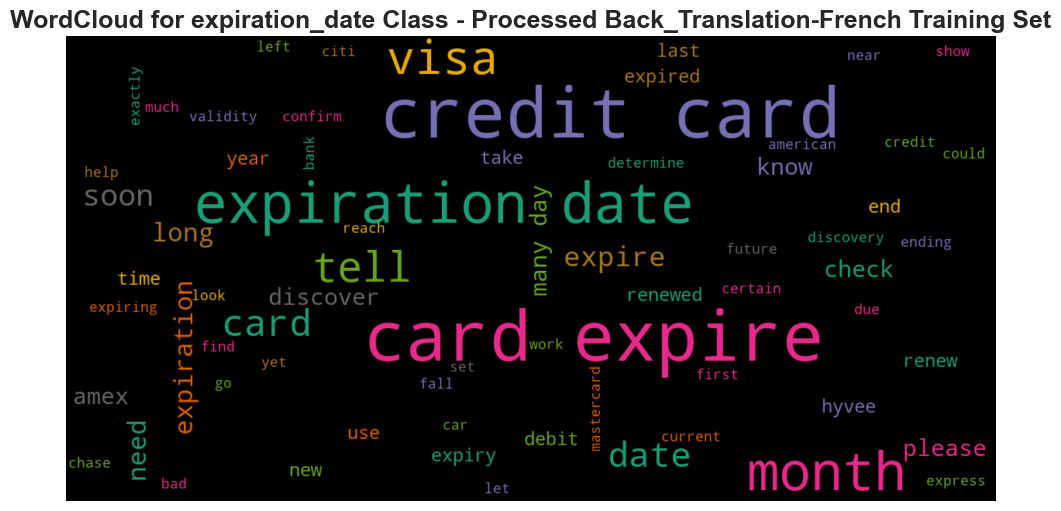 WordCloud for expiration_date Class - Processed Back_Translation-French Training Set
left
citi
visa
last
near
show
expired
exactly
much
validity
confirm
credit card
american
credit
could
bank
year
take
determine
know
help
soon
expiration date
many day
end
long
reach
tell
expire
future
discovery
ending
time
check
expiring
look
discover
renewed
certain
due
expiration
card
card expire
work
find
yet
set
first
renew
go
fall
amex
mastercard
hyvee
need
use
car
debit
current
chase
new
expiry
date
please
bad
let
month
express